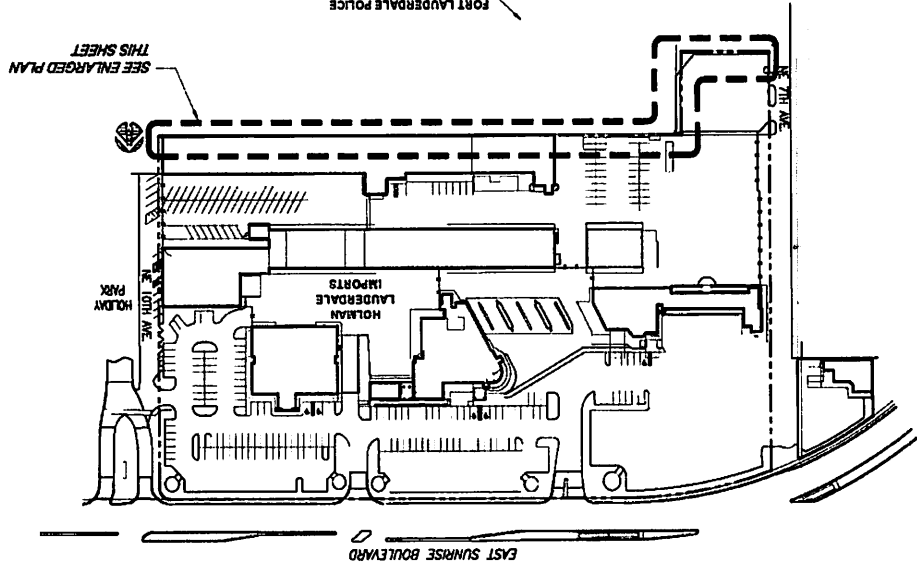 EAST SUNRISE BOULEVARD
HOLIDAY
PARK
NE 10TH AVE.
HOLMAN
LAUDERDALE
IMPORTS
NE 7TH AVE.
SEE ENLARGED PLAN
THIS SHEET
FORT LAUDERDALE POLICE